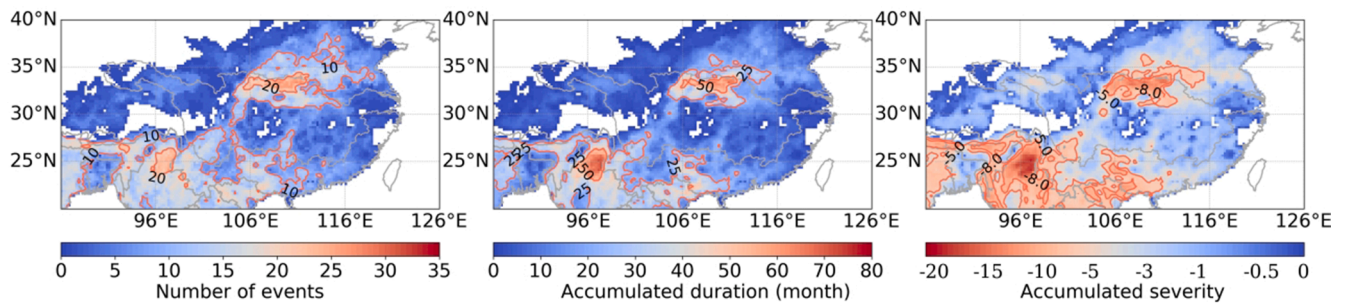 40°N 40°N 40°N
10 25
35°N 35°N 35°N
20 50 -8.0
-5.0
30°N 30°N 30°N
10 -5.0
-10 2525 25 25 -5.0 -8.0
25°N 25°N 25°N
20 10 50 25 -8.0
96°E 106°E 116°E 126°E 96°E 106°E 116°E 126°E 96°E 106°E 116°E 126°E
0 5 10 15 20 25 30 35 0 10 20 30 40 50 60 70 80 -20 -15 -10 -5 -3 -1 -0.5 0
Number of events Accumulated duration (month) Accumulated severity